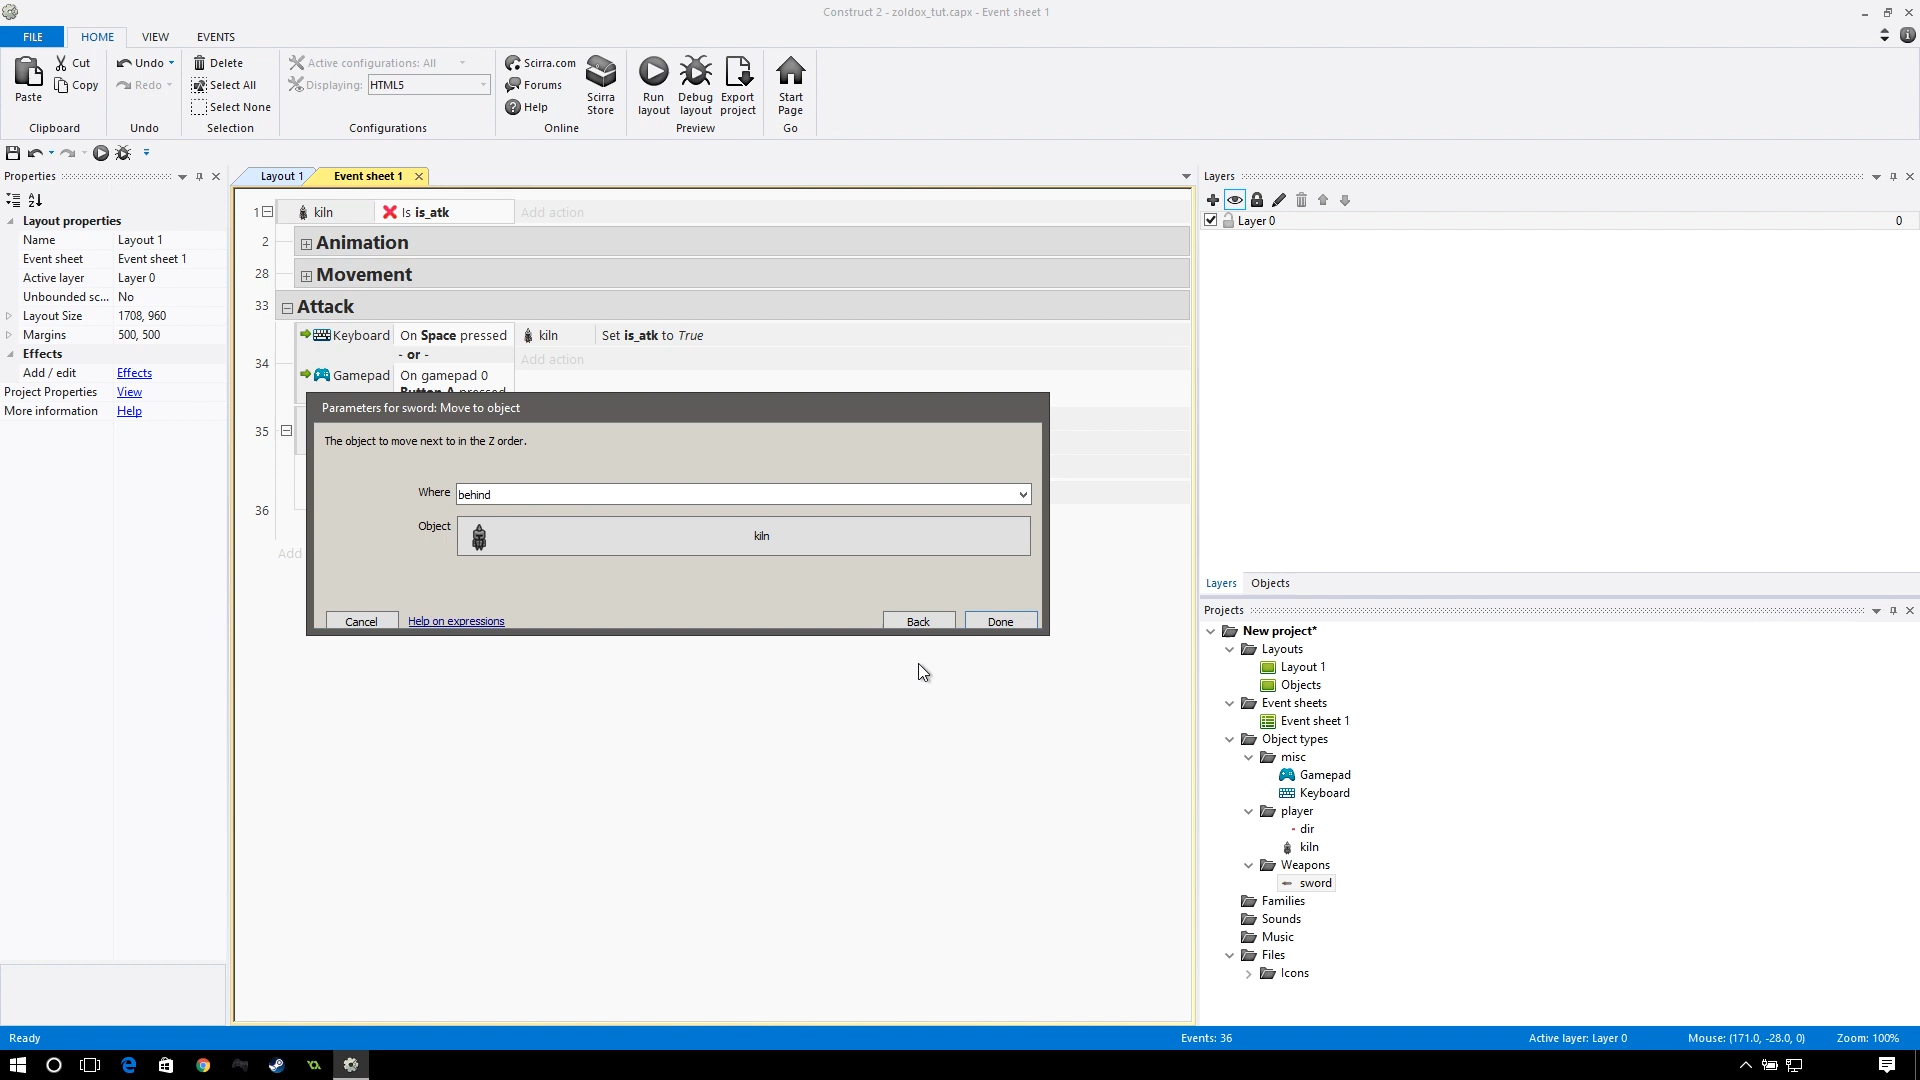 Construct 2 - zoldox_tut.capx - Event sheet 1
FILE HOME VIEW EVENTS
Paste
Cut
Copy
Clipboard
Undo
Redo
Undo
Delete
Select All
Select None
Selection
Active configurations: All
Displaying: HTML5
Configurations
Scirra.com
Forums
Help
Scirra
Store
Online
Run
layout
Debug
layout
Export
project
Preview
Start
Page
Go
Properties
Layout properties
Name Layout 1
Event sheet Event sheet 1
Active layer Layer 0
Unbounded sc... No
Layout Size 1708, 960
Margins 500, 500
Effects
Add / edit Effects
Project Properties View
More information Help
Layout 1 Event sheet 1
1 kiln Is is_atk Add action
2 Animation
28 Movement
33 Attack
Keyboard On Space pressed kiln Set is_atk to True
- or - Add action
34
Gamepad On gamepad 0
Button A pressed
35
36
Add
Parameters for sword: Move to object
The object to move next to in the Z order.
Where behind
Object kiln
Cancel Help on expressions Back Done
Layers
Layer 0 0
Layers Objects
Projects
New project*
Layouts
Layout 1
Objects
Event sheets
Event sheet 1
Object types
misc
Gamepad
Keyboard
player
dir
kiln
Weapons
sword
Families
Sounds
Music
Files
Icons
Ready Events: 36 Active layer: Layer 0 Mouse: (171.0, -28.0, 0) Zoom: 100%